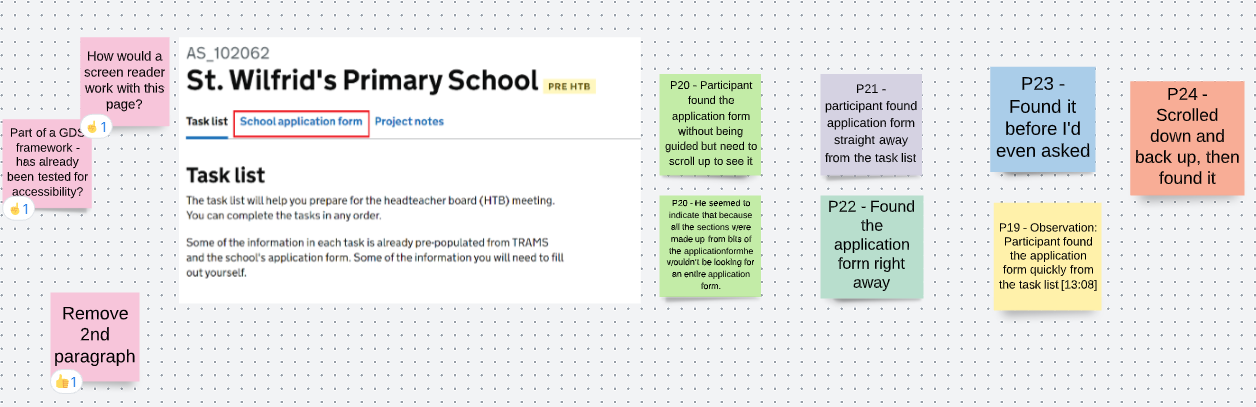 How would a
screen reader
work with this
page?
1
Part of a GDS
framework -
has already
been tested for
accessibility?
1
Remove
2nd
paragraph
1
AS_102062
St. Wilfrid's Primary School PRE HTB
Task list School application form Project notes
Task list
The task list will help you prepare for the headteacher board (HTB) meeting.
You can complete the tasks in any order.
Some of the information in each task is already pre-populated from TRAMS
and the school's application form. Some of the information you will need to fill
out yourself.
P20 - Participant
found the
application form
without being
guided but need to
scroll up to see it
P20 - He seemed to
indicate that because
all the sections were
made up from bits of
the applicationformhe
wouldn't be looking for
an entire application
form.
P21 -
participant found
application form
straight away
from the task list
P22 - Found
the
application
form right
away
P23 -
Found it
before I'd
even asked
P19 - Observation:
Participant found
the application
form quickly from
the task list [13:08]
P24 -
Scrolled
down and
back up, then
found it